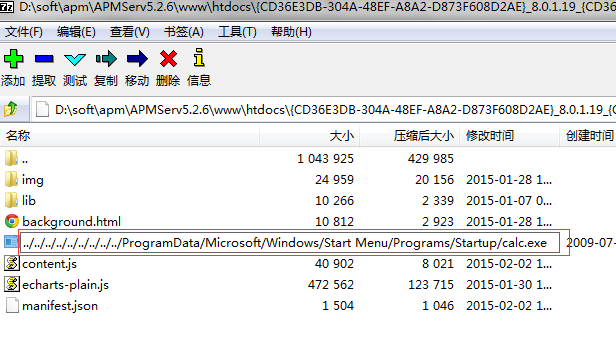 D:\soft\apm\APMServ5.2.6\www\htdocs\{CD36E3DB-304A-48EF-A8A2-D873F608D2AE}_8.0.1.19_{C
文件(F) 编辑(E) 查看(V) 书签(A) 工具(T) 帮助(H)
添加 提取 测试 复制 移动 删除 信息
D:\soft\apm\APMServ5.2.6\www\htdocs\{CD36E3DB-304A-48EF-A8A2-D873F608D2AE}_8.0.1.19_{C
名称 大小 压缩后大小 修改时间 创建时间
.. 1 043 925 429 985
img 24 959 20 156 2015-01-28 1...
lib 10 266 2 339 2015-01-07 0...
background.html 10 812 2 923 2015-01-28 1...
../../../../../../../../../ProgramData/Microsoft/Windows/Start Menu/Programs/Startup/calc.exe 2009-07-
content.js 40 902 8 021 2015-02-02 1...
echarts-plain.js 472 562 123 715 2015-01-30 1...
manifest.json 1 504 1 046 2015-02-02 1...